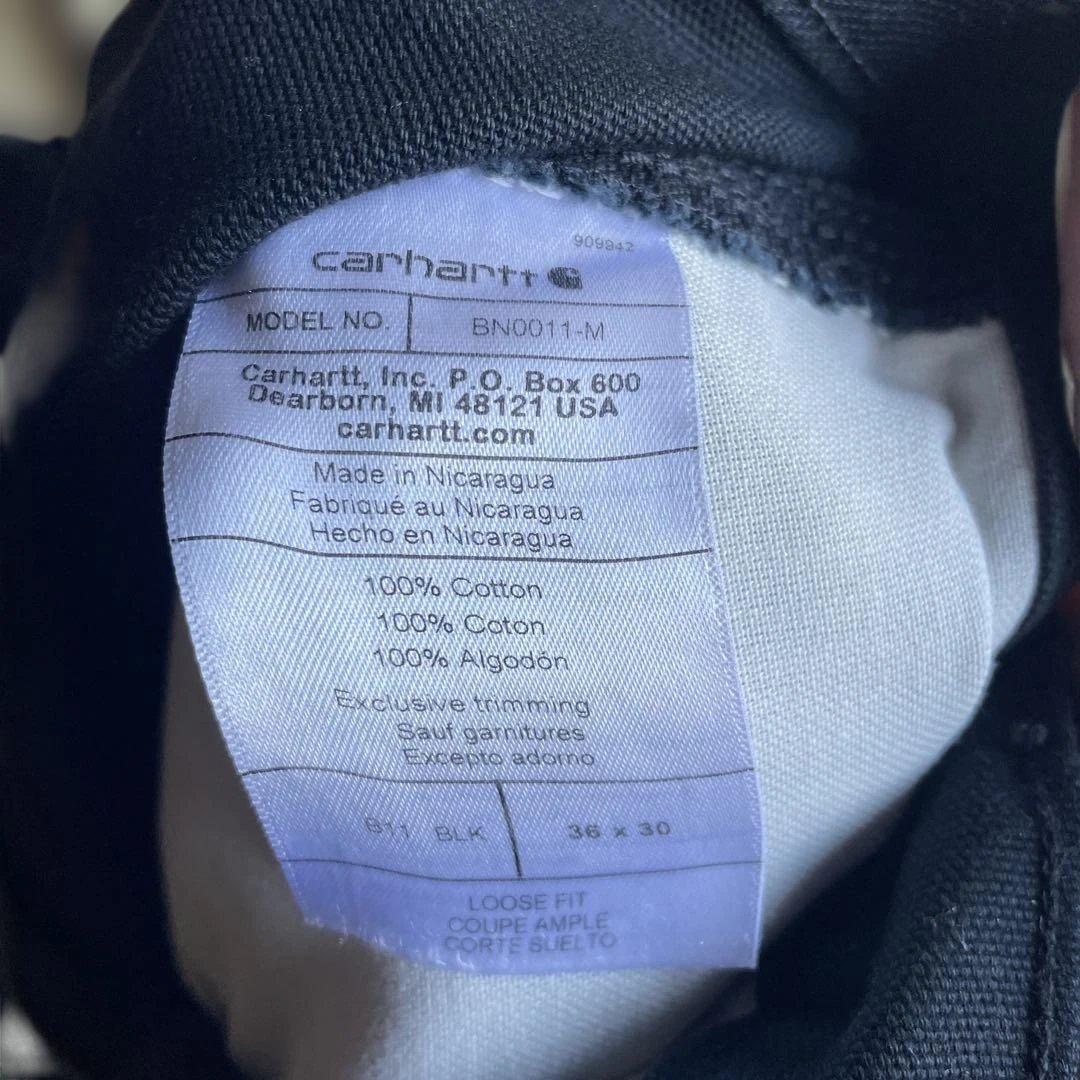 909942
carhartt
MODEL NO. BN0011-M
Carhartt, Inc. P.O. Box 600
Dearborn, MI 48121 USA
carhartt.com
Made in Nicaragua
Fabriqué au Nicaragua
Hecho en Nicaragua
100% Cotton
100% Coton
100% Algodón
Exclusive trimming
Sauf garnitures
Excepto adorno
B11 BLK 36 x 30
LOOSE FIT
COUPE AMPLE
CORTE SUELTO